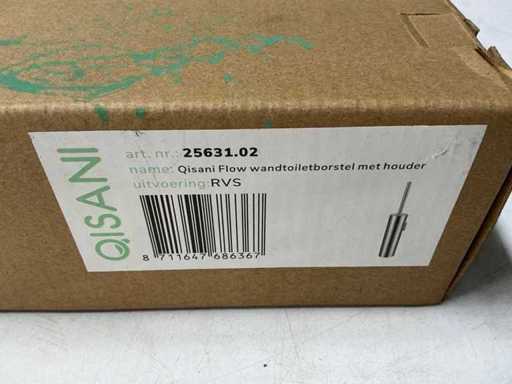 QISANI
art. nr.: 25631.02
name: Qisani Flow wandtoiletborstel met houder
uitvoering: RVS
8 711647 686367